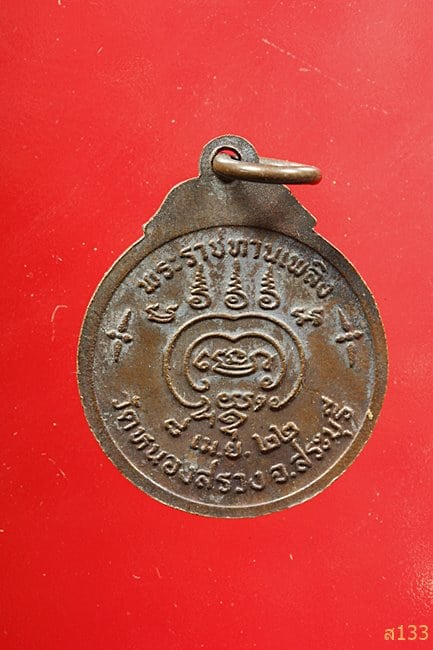 พระราชทานเพลิง
๘ เม.ย. ๒๒
วัดหนองสรวง จ.สระบุรี
ส133